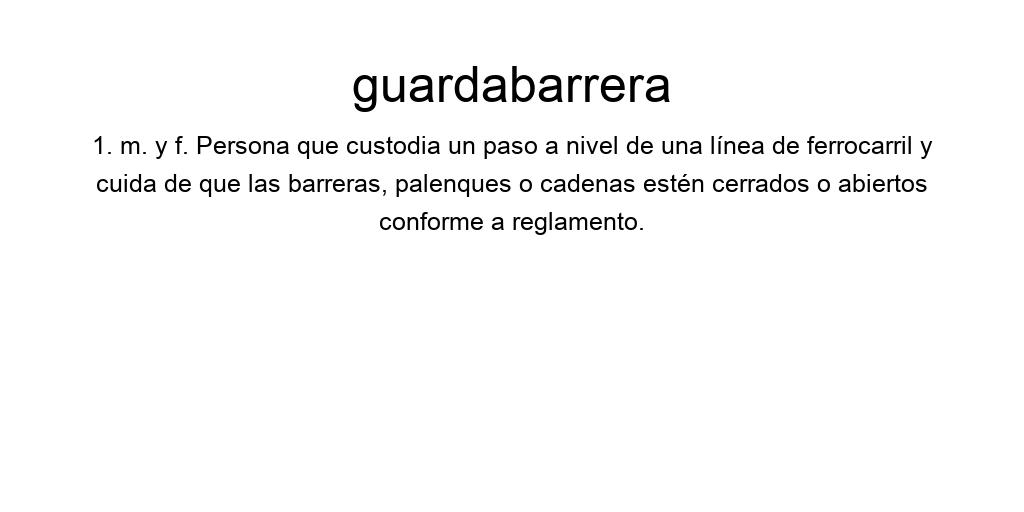 guardabarrera
1. m. y f. Persona que custodia un paso a nivel de una línea de ferrocarril y
cuida de que las barreras, palenques o cadenas estén cerrados o abiertos
conforme a reglamento.